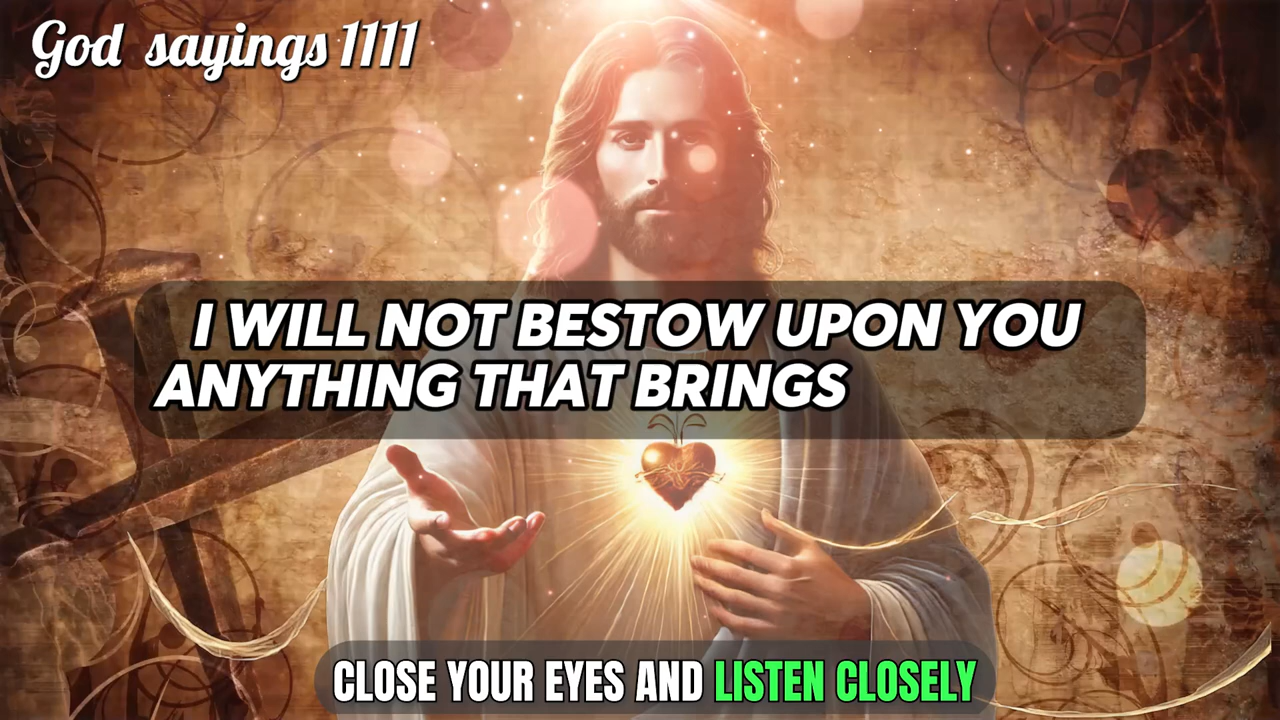 God sayings 1111
I WILL NOT BESTOW UPON YOU
ANYTHING THAT BRINGS
CLOSE YOUR EYES AND LISTEN CLOSELY